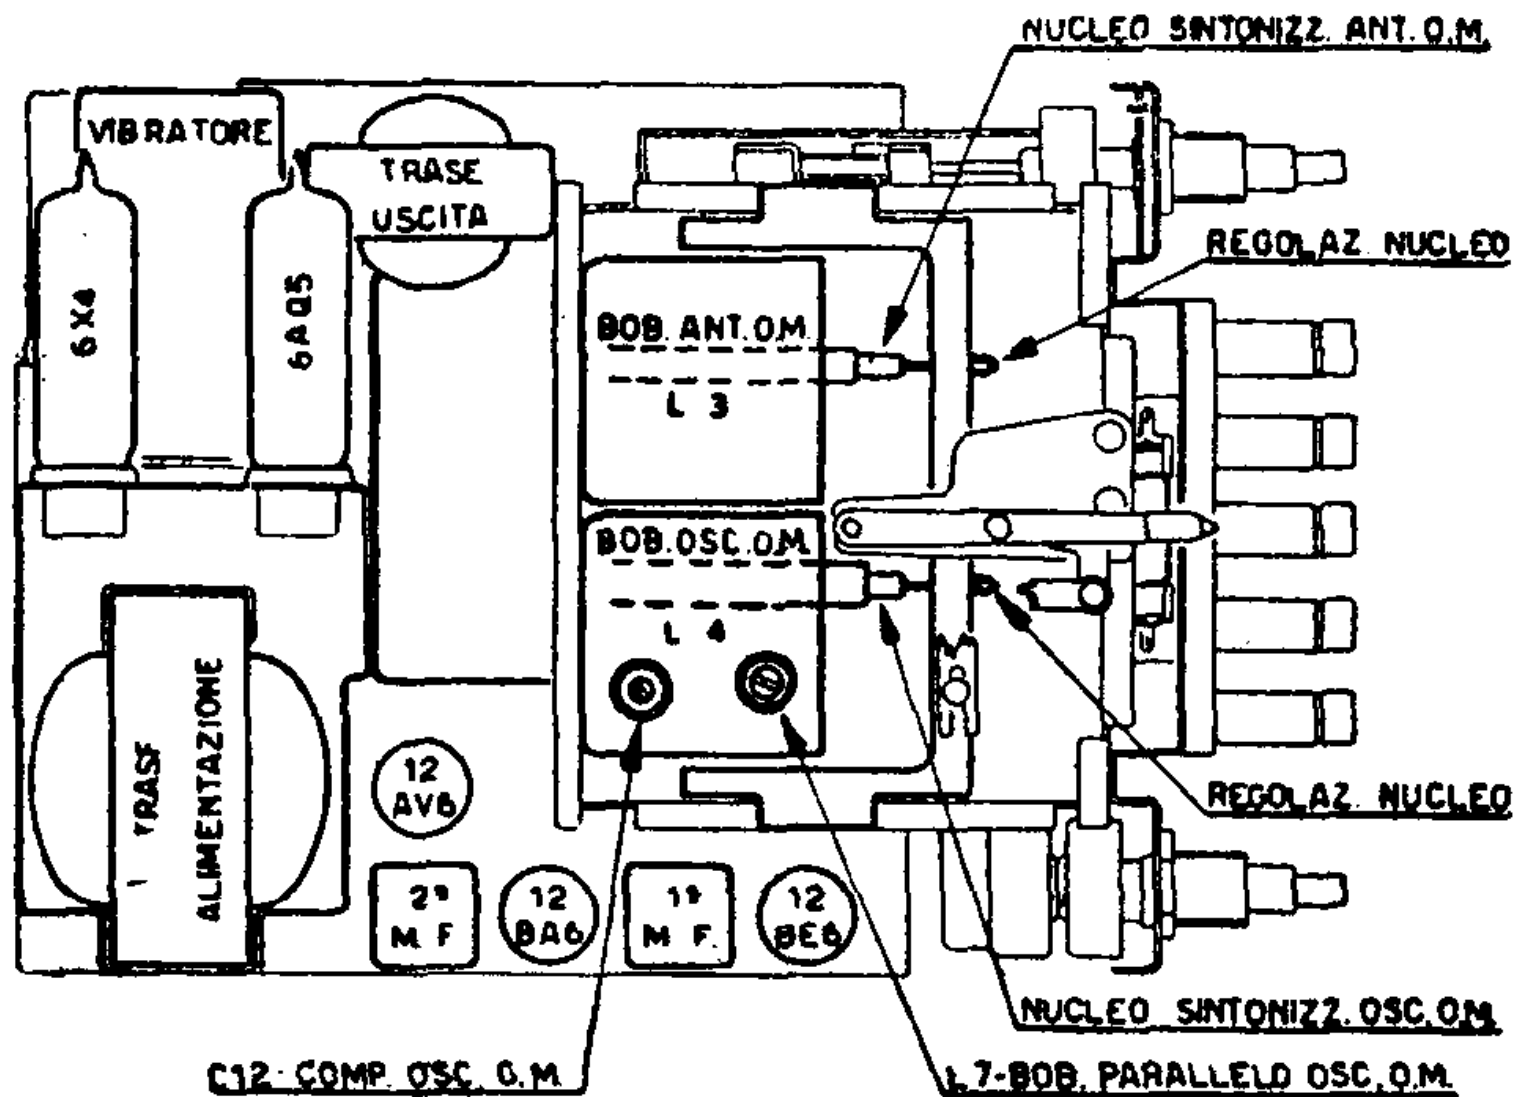 NUCLEO SINTONIZZ. ANT. O.M.
VIBRATORE
TRASF
USCITA
REGOLAZ. NUCLEO
6X4
6AQ5
BOB. ANT. O.M.
L 3
BOB. OSC. O.M.
L 4
TRASF
ALIMENTAZIONE
12
AV6
REGOLAZ. NUCLEO
2ª
M F
12
BA6
1ª
M F.
12
BE6
NUCLEO SINTONIZZ. OSC. O.M.
C12- COMP. OSC. O.M.
L7-BOB. PARALLELO OSC. O.M.